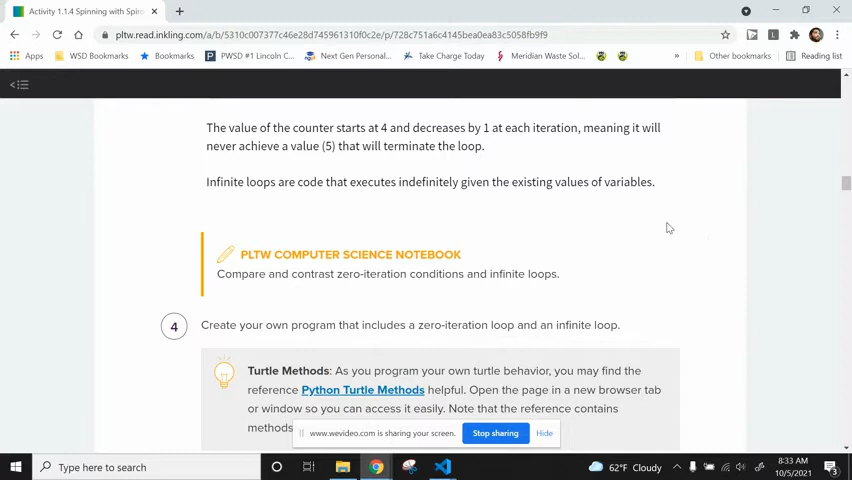 Activity 1.1.4 Spinning with Spir
pltw.read.inkling.com/a/b/5310c007377c46e28d745961310f0c2e/p/728c751a6c4145bea0ea83c5058fb9f9
Apps WSD Bookmarks Bookmarks PWSD #1 Lincoln C... Next Gen Personal... Take Charge Today Meridian Waste Sol... » Other bookmarks Reading list
The value of the counter starts at 4 and decreases by 1 at each iteration, meaning it will
never achieve a value (5) that will terminate the loop.
Infinite loops are code that executes indefinitely given the existing values of variables.
PLTW COMPUTER SCIENCE NOTEBOOK
Compare and contrast zero-iteration conditions and infinite loops.
4 Create your own program that includes a zero-iteration loop and an infinite loop.
Turtle Methods: As you program your own turtle behavior, you may find the
reference Python Turtle Methods helpful. Open the page in a new browser tab
or window so you can access it easily. Note that the reference contains
methods
www.wevideo.com is sharing your screen. Stop sharing Hide
Type here to search
62°F Cloudy
8:33 AM
10/5/2021
3